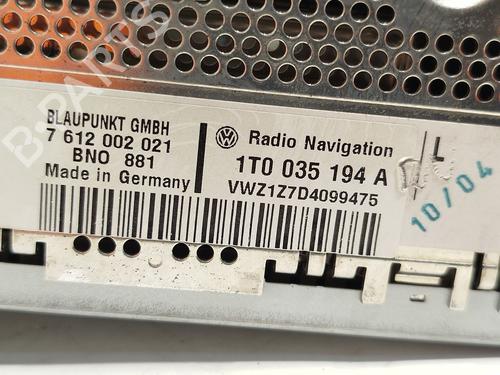 B-PARTS
BLAUPUNKT GMBH
7 612 002 021
BNO 881
Made in Germany
Radio Navigation
1T0 035 194 A
VWZ1Z7D4099475
10/04